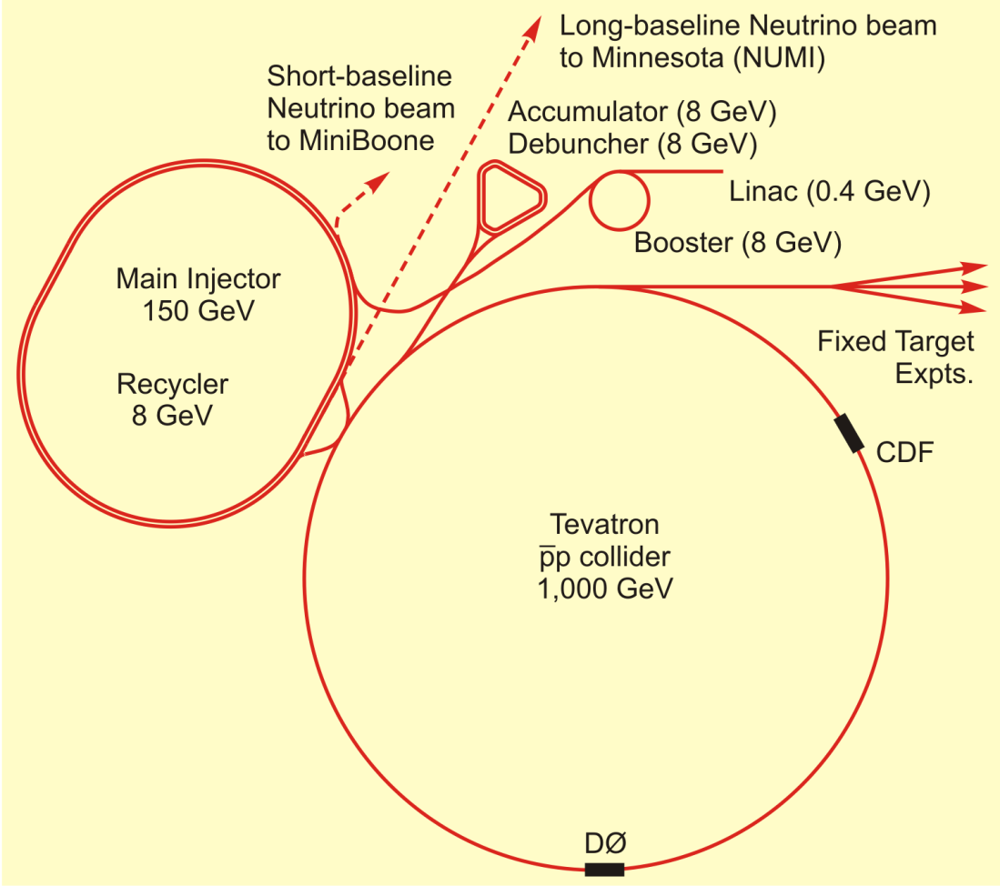 Long-baseline Neutrino beam
to Minnesota (NUMI)
Short-baseline
Neutrino beam
to MiniBoone
Accumulator (8 GeV)
Debuncher (8 GeV)
Linac (0.4 GeV)
Booster (8 GeV)
Main Injector
150 GeV
Recycler
8 GeV
Fixed Target
Expts.
CDF
Tevatron
p̅p collider
1,000 GeV
DØ